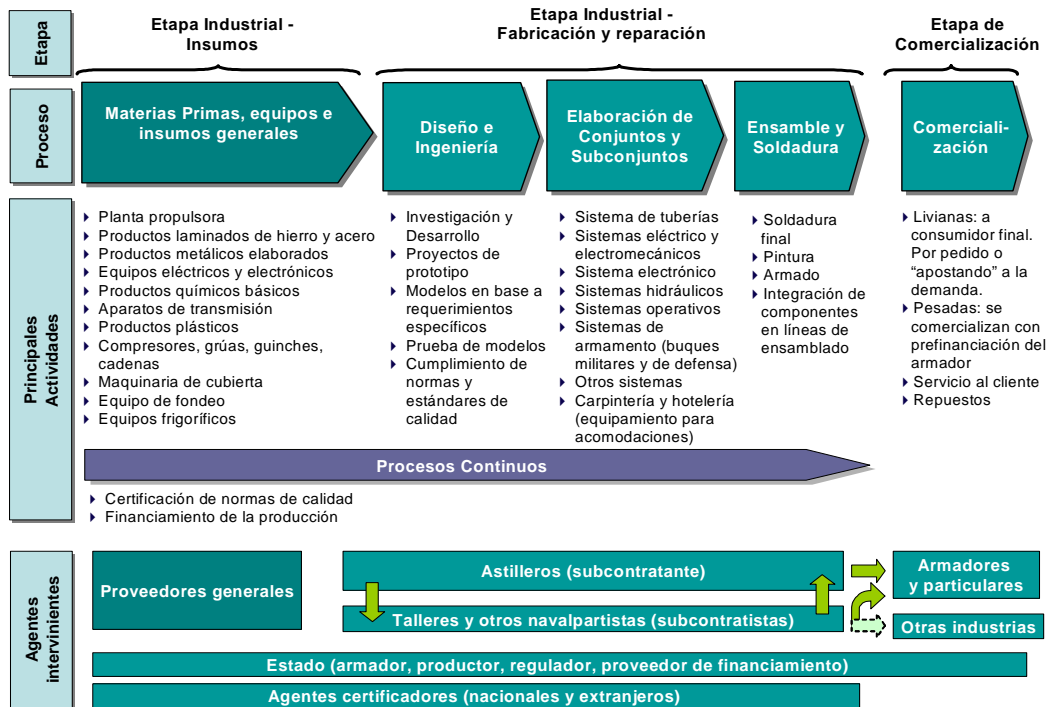 Etapa
Etapa Industrial -
Insumos
Etapa Industrial -
Fabricación y reparación
Etapa de
Comercialización
Proceso
Materias Primas, equipos e
insumos generales
Diseño e
Ingeniería
Elaboración de
Conjuntos y
Subconjuntos
Ensamble y
Soldadura
Comerciali-
zación
Principales
Actividades
Planta propulsora
Productos laminados de hierro y acero
Productos metálicos elaborados
Equipos eléctricos y electrónicos
Productos químicos básicos
Aparatos de transmisión
Productos plásticos
Compresores, grúas, guinches,
cadenas
Maquinaria de cubierta
Equipo de fondeo
Equipos frigoríficos
Investigación y
Desarrollo
Proyectos de
prototipo
Modelos en base a
requerimientos
específicos
Prueba de modelos
Cumplimiento de
normas y
estándares de
calidad
Sistema de tuberías
Sistemas eléctrico y
electromecánicos
Sistema electrónico
Sistemas hidráulicos
Sistemas operativos
Sistemas de
armamento (buques
militares y de defensa)
Otros sistemas
Carpintería y hotelería
(equipamiento para
acomodaciones)
Soldadura
final
Pintura
Armado
Integración de
componentes
en líneas de
ensamblado
Livianas: a
consumidor final.
Por pedido o
“apostando” a la
demanda.
Pesadas: se
comercializan con
prefinanciación del
armador
Servicio al cliente
Repuestos
Procesos Continuos
Certificación de normas de calidad
Financiamiento de la producción
Agentes
intervinientes
Proveedores generales
Astilleros (subcontratante)
Talleres y otros navalpartistas (subcontratistas)
Armadores
y particulares
Otras industrias
Estado (armador, productor, regulador, proveedor de financiamiento)
Agentes certificadores (nacionales y extranjeros)